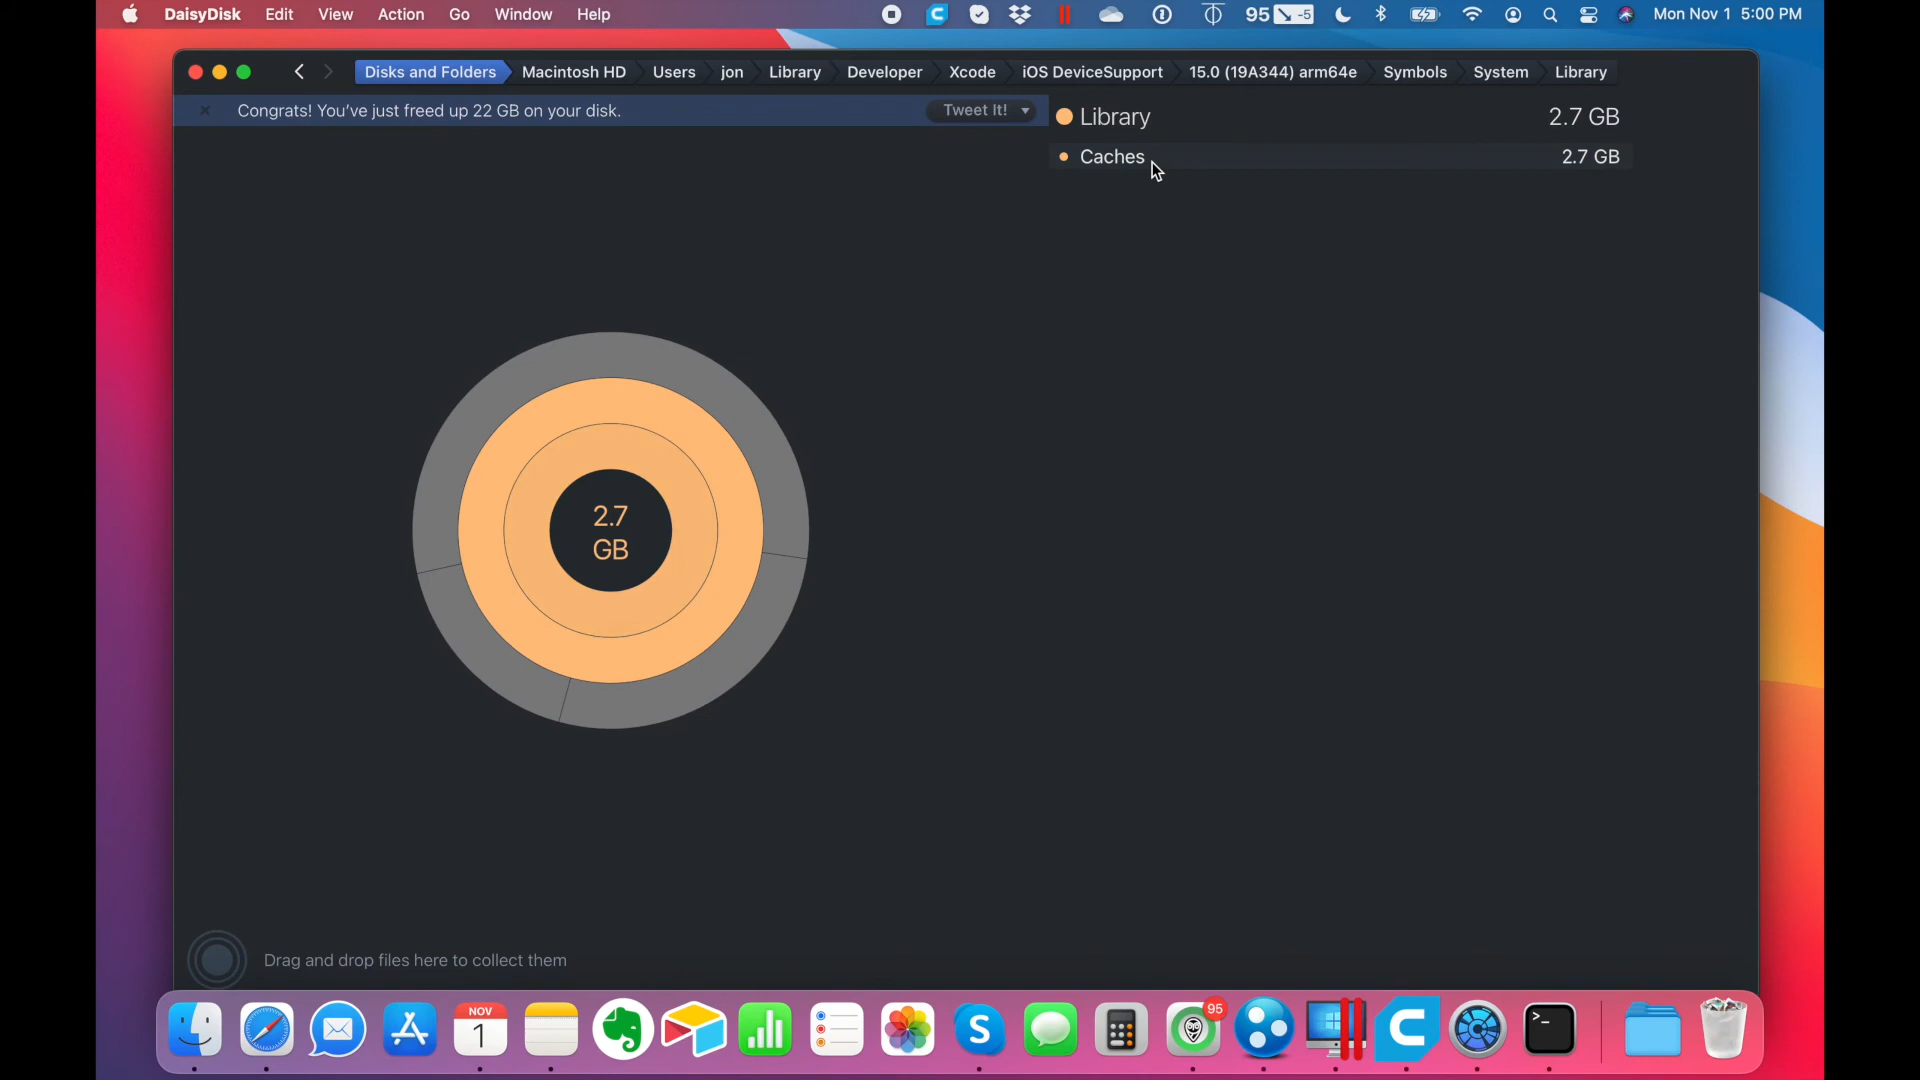 DaisyDisk Edit View Action Go Window Help 95 -5 Mon Nov 1 5:00 PM
Disks and Folders Macintosh HD Users jon Library Developer Xcode iOS DeviceSupport 15.0 (19A344) arm64e Symbols System Library
Congrats! You've just freed up 22 GB on your disk. Tweet It!
Library 2.7 GB
Caches 2.7 GB
2.7
GB
Drag and drop files here to collect them
NOV
1
S
95
C
>_